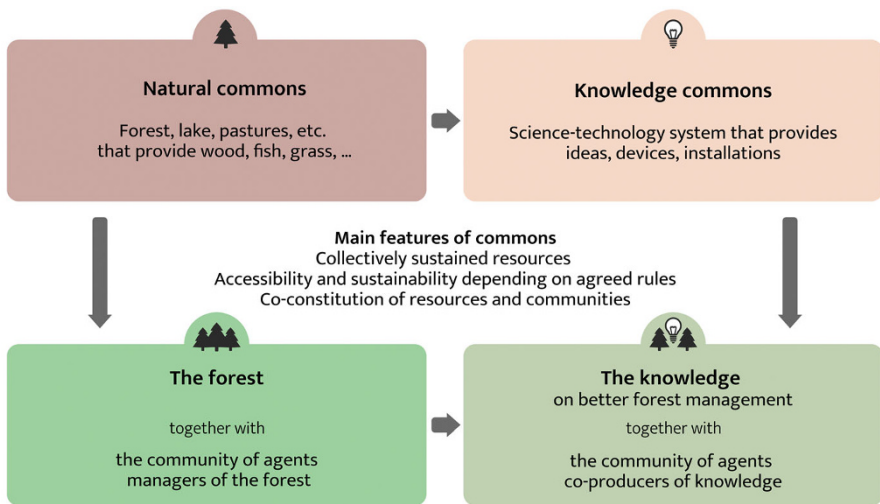 Natural commons
Forest, lake, pastures, etc.
that provide wood, fish, grass, ...
Knowledge commons
Science-technology system that provides
ideas, devices, installations
Main features of commons
Collectively sustained resources
Accessibility and sustainability depending on agreed rules
Co-constitution of resources and communities
The forest
together with
the community of agents
managers of the forest
The knowledge
on better forest management
together with
the community of agents
co-producers of knowledge